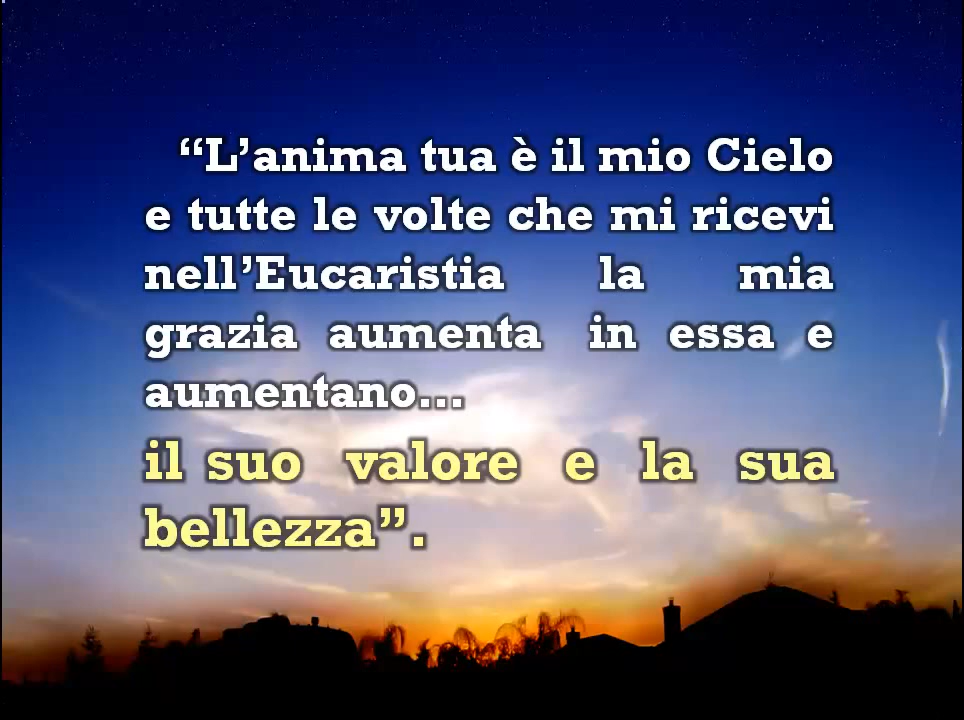 “L’anima tua è il mio Cielo
e tutte le volte che mi ricevi
nell’Eucaristia la mia
grazia aumenta in essa e
aumentano...
il suo valore e la sua
bellezza”.